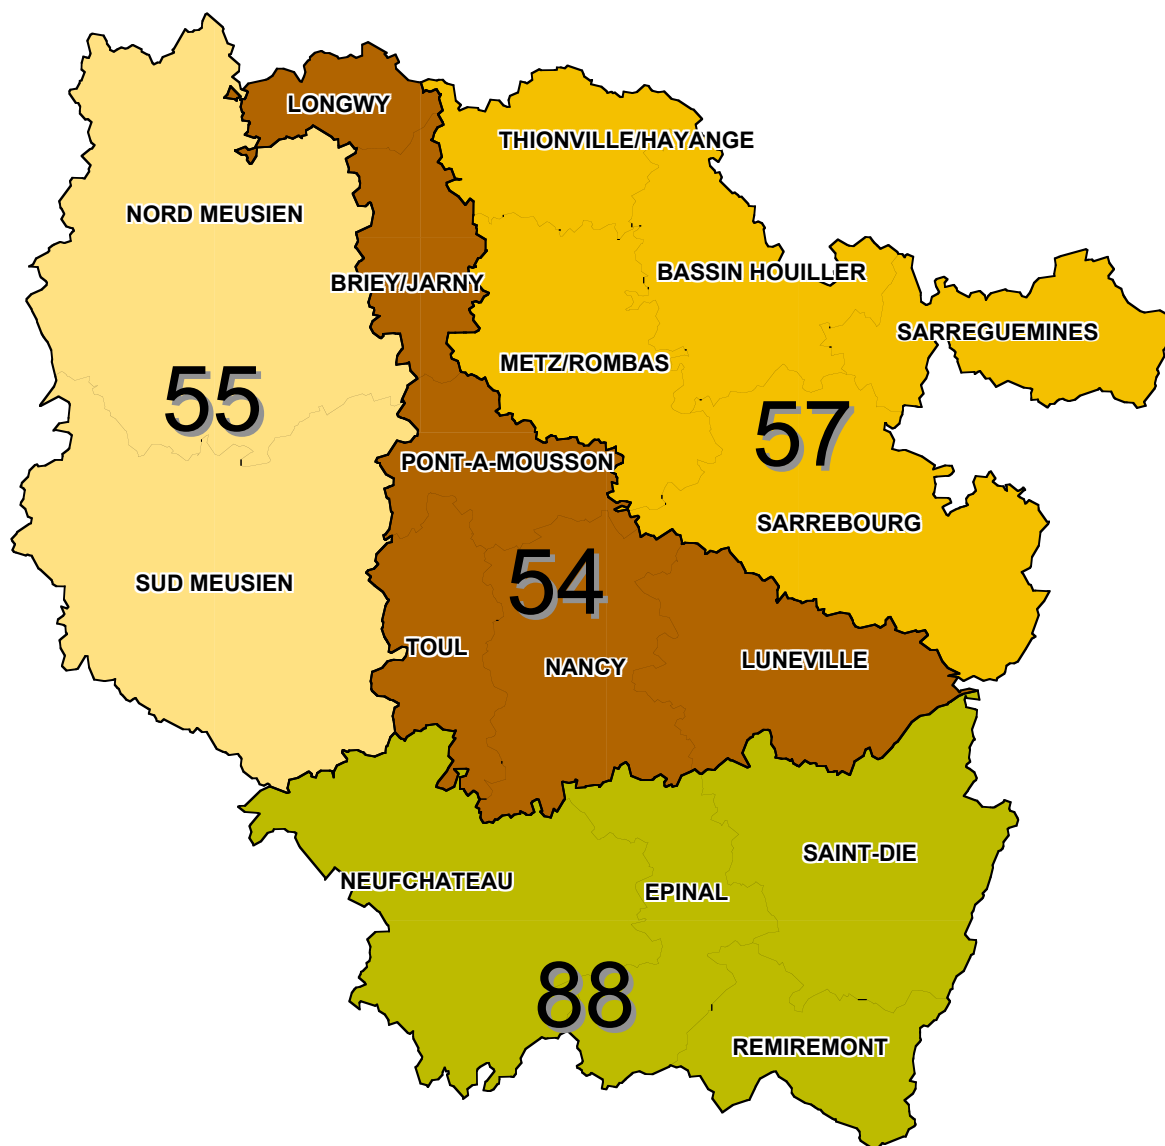 LONGWY
THIONVILLE/HAYANGE
NORD MEUSIEN
BASSIN HOUILLER
BRIEY/JARNY
SARREGUEMINES
METZ/ROMBAS
55
57
PONT-A-MOUSSON
SARREBOURG
54
SUD MEUSIEN
TOUL
NANCY
LUNEVILLE
SAINT-DIE
NEUFCHATEAU
EPINAL
88
REMIREMONT